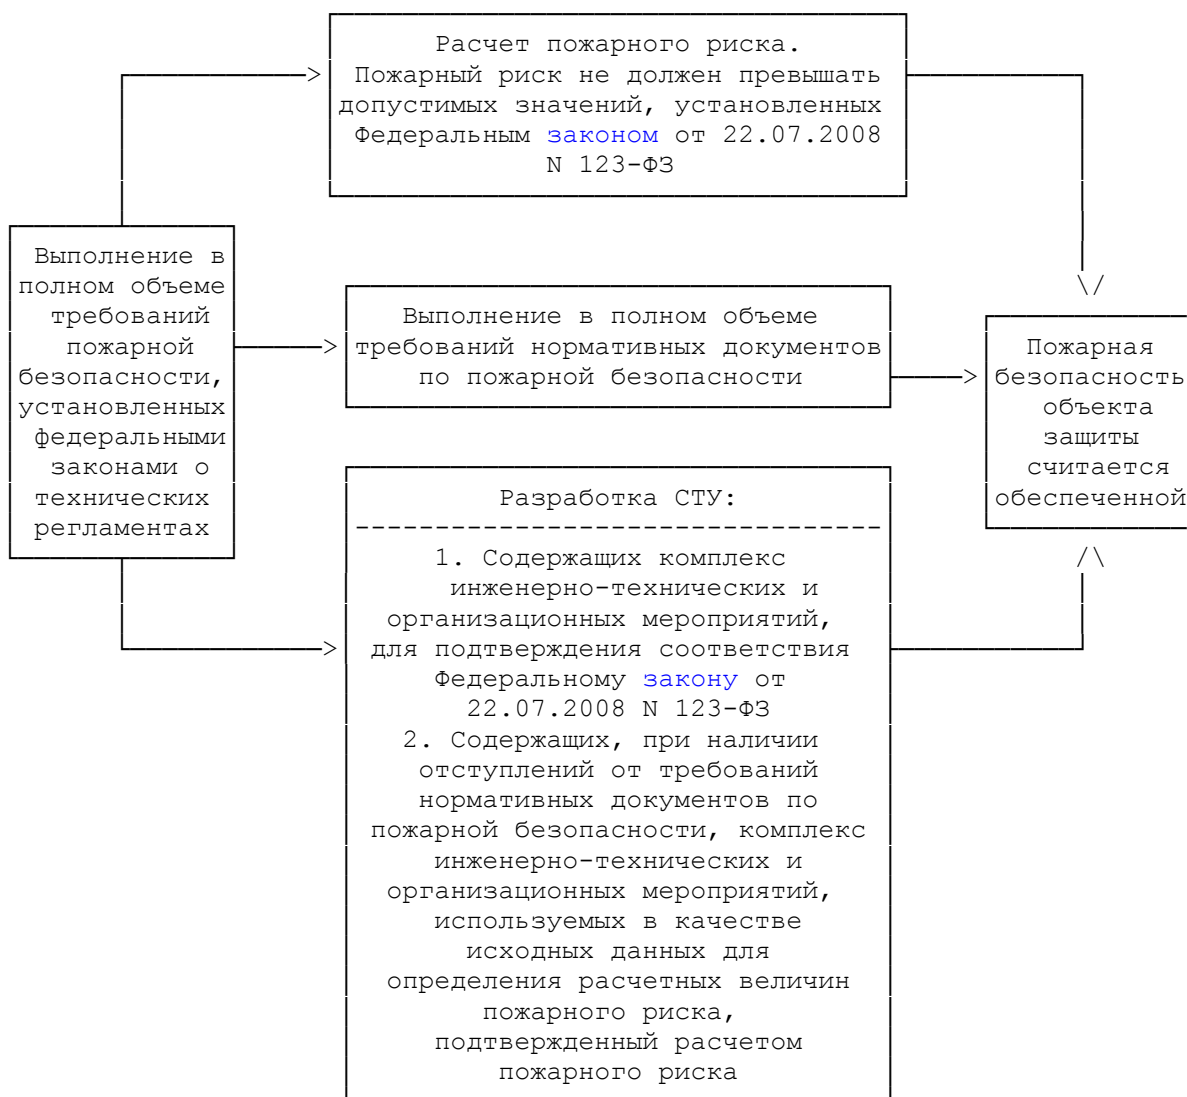 Расчет пожарного риска.
Пожарный риск не должен превышать
допустимых значений, установленных
Федеральным законом от 22.07.2008
N 123-ФЗ
Выполнение в
полном объеме
требований
пожарной
безопасности,
установленных
федеральными
законами о
технических
регламентах
Выполнение в полном объеме
требований нормативных документов
по пожарной безопасности
Разработка СТУ:
1. Содержащих комплекс
инженерно-технических и
организационных мероприятий,
для подтверждения соответствия
Федеральному закону от
22.07.2008 N 123-ФЗ
2. Содержащих, при наличии
отступлений от требований
нормативных документов по
пожарной безопасности, комплекс
инженерно-технических и
организационных мероприятий,
используемых в качестве
исходных данных для
определения расчетных величин
пожарного риска,
подтвержденный расчетом
пожарного риска
Пожарная
безопасность
объекта
защиты
считается
обеспеченной